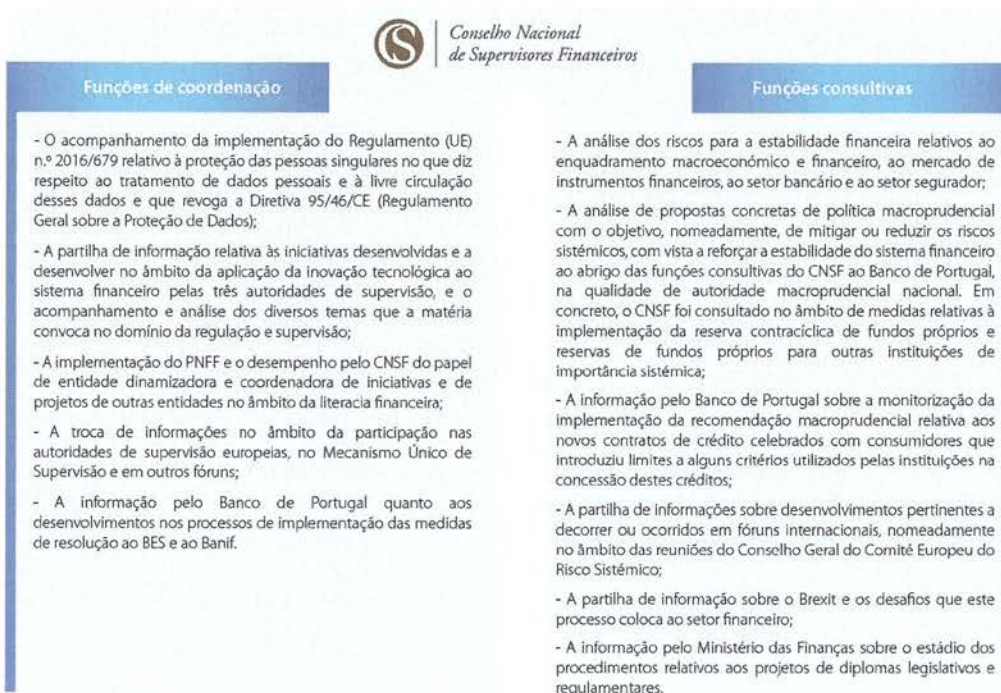 CS
Conselho Nacional
de Supervisores Financeiros
Funções de coordenação
- O acompanhamento da implementação do Regulamento (UE)
n.º 2016/679 relativo à proteção das pessoas singulares no que diz
respeito ao tratamento de dados pessoais e à livre circulação
desses dados e que revoga a Diretiva 95/46/CE (Regulamento
Geral sobre a Proteção de Dados);
- A partilha de informação relativa às iniciativas desenvolvidas e a
desenvolver no âmbito da aplicação da inovação tecnológica ao
sistema financeiro pelas três autoridades de supervisão, e o
acompanhamento e análise dos diversos temas que a matéria
convoca no domínio da regulação e supervisão;
- A implementação do PNFF e o desempenho pelo CNSF do papel
de entidade dinamizadora e coordenadora de iniciativas e de
projetos de outras entidades no âmbito da literacia financeira;
- A troca de informações no âmbito da participação nas
autoridades de supervisão europeias, no Mecanismo Único de
Supervisão e em outros fóruns;
- A informação pelo Banco de Portugal quanto aos
desenvolvimentos nos processos de implementação das medidas
de resolução ao BES e ao Banif.
Funções consultivas
- A análise dos riscos para a estabilidade financeira relativos ao
enquadramento macroeconómico e financeiro, ao mercado de
instrumentos financeiros, ao setor bancário e ao setor segurador;
- A análise de propostas concretas de política macroprudencial
com o objetivo, nomeadamente, de mitigar ou reduzir os riscos
sistémicos, com vista a reforçar a estabilidade do sistema financeiro
ao abrigo das funções consultivas do CNSF ao Banco de Portugal,
na qualidade de autoridade macroprudencial nacional. Em
concreto, o CNSF foi consultado no âmbito de medidas relativas à
implementação da reserva contracíclica de fundos próprios e
reservas de fundos próprios para outras instituições de
importância sistémica;
- A informação pelo Banco de Portugal sobre a monitorização da
implementação da recomendação macroprudencial relativa aos
novos contratos de crédito celebrados com consumidores que
introduziu limites a alguns critérios utilizados pelas instituições na
concessão destes créditos;
- A partilha de informações sobre desenvolvimentos pertinentes a
decorrer ou ocorridos em fóruns internacionais, nomeadamente
no âmbito das reuniões do Conselho Geral do Comité Europeu do
Risco Sistémico;
- A partilha de informação sobre o Brexit e os desafios que este
processo coloca ao setor financeiro;
- A informação pelo Ministério das Finanças sobre o estádio dos
procedimentos relativos aos projetos de diplomas legislativos e
regulamentares.